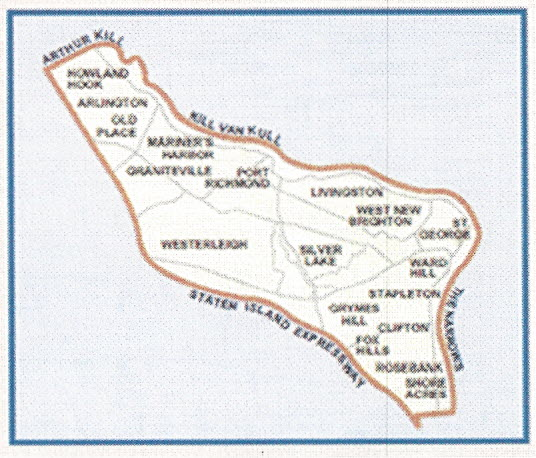 ARTHUR KILL
HOWLAND
HOOK
ARLINGTON
OLD
PLACE
KILL VAN KULL
MARINER'S
HARBOR
GRANITEVILLE
PORT
RICHMOND
LIVINGSTON
WEST NEW
BRIGHTON
ST.
GEORGE
WESTERLEIGH
SILVER
LAKE
WARD
HILL
STAPLETON
GRYMES
HILL
CLIFTON
FOX
HILLS
ROSEBANK
SHORE
ACRES
STATEN ISLAND EXPRESSWAY
THE NARROWS